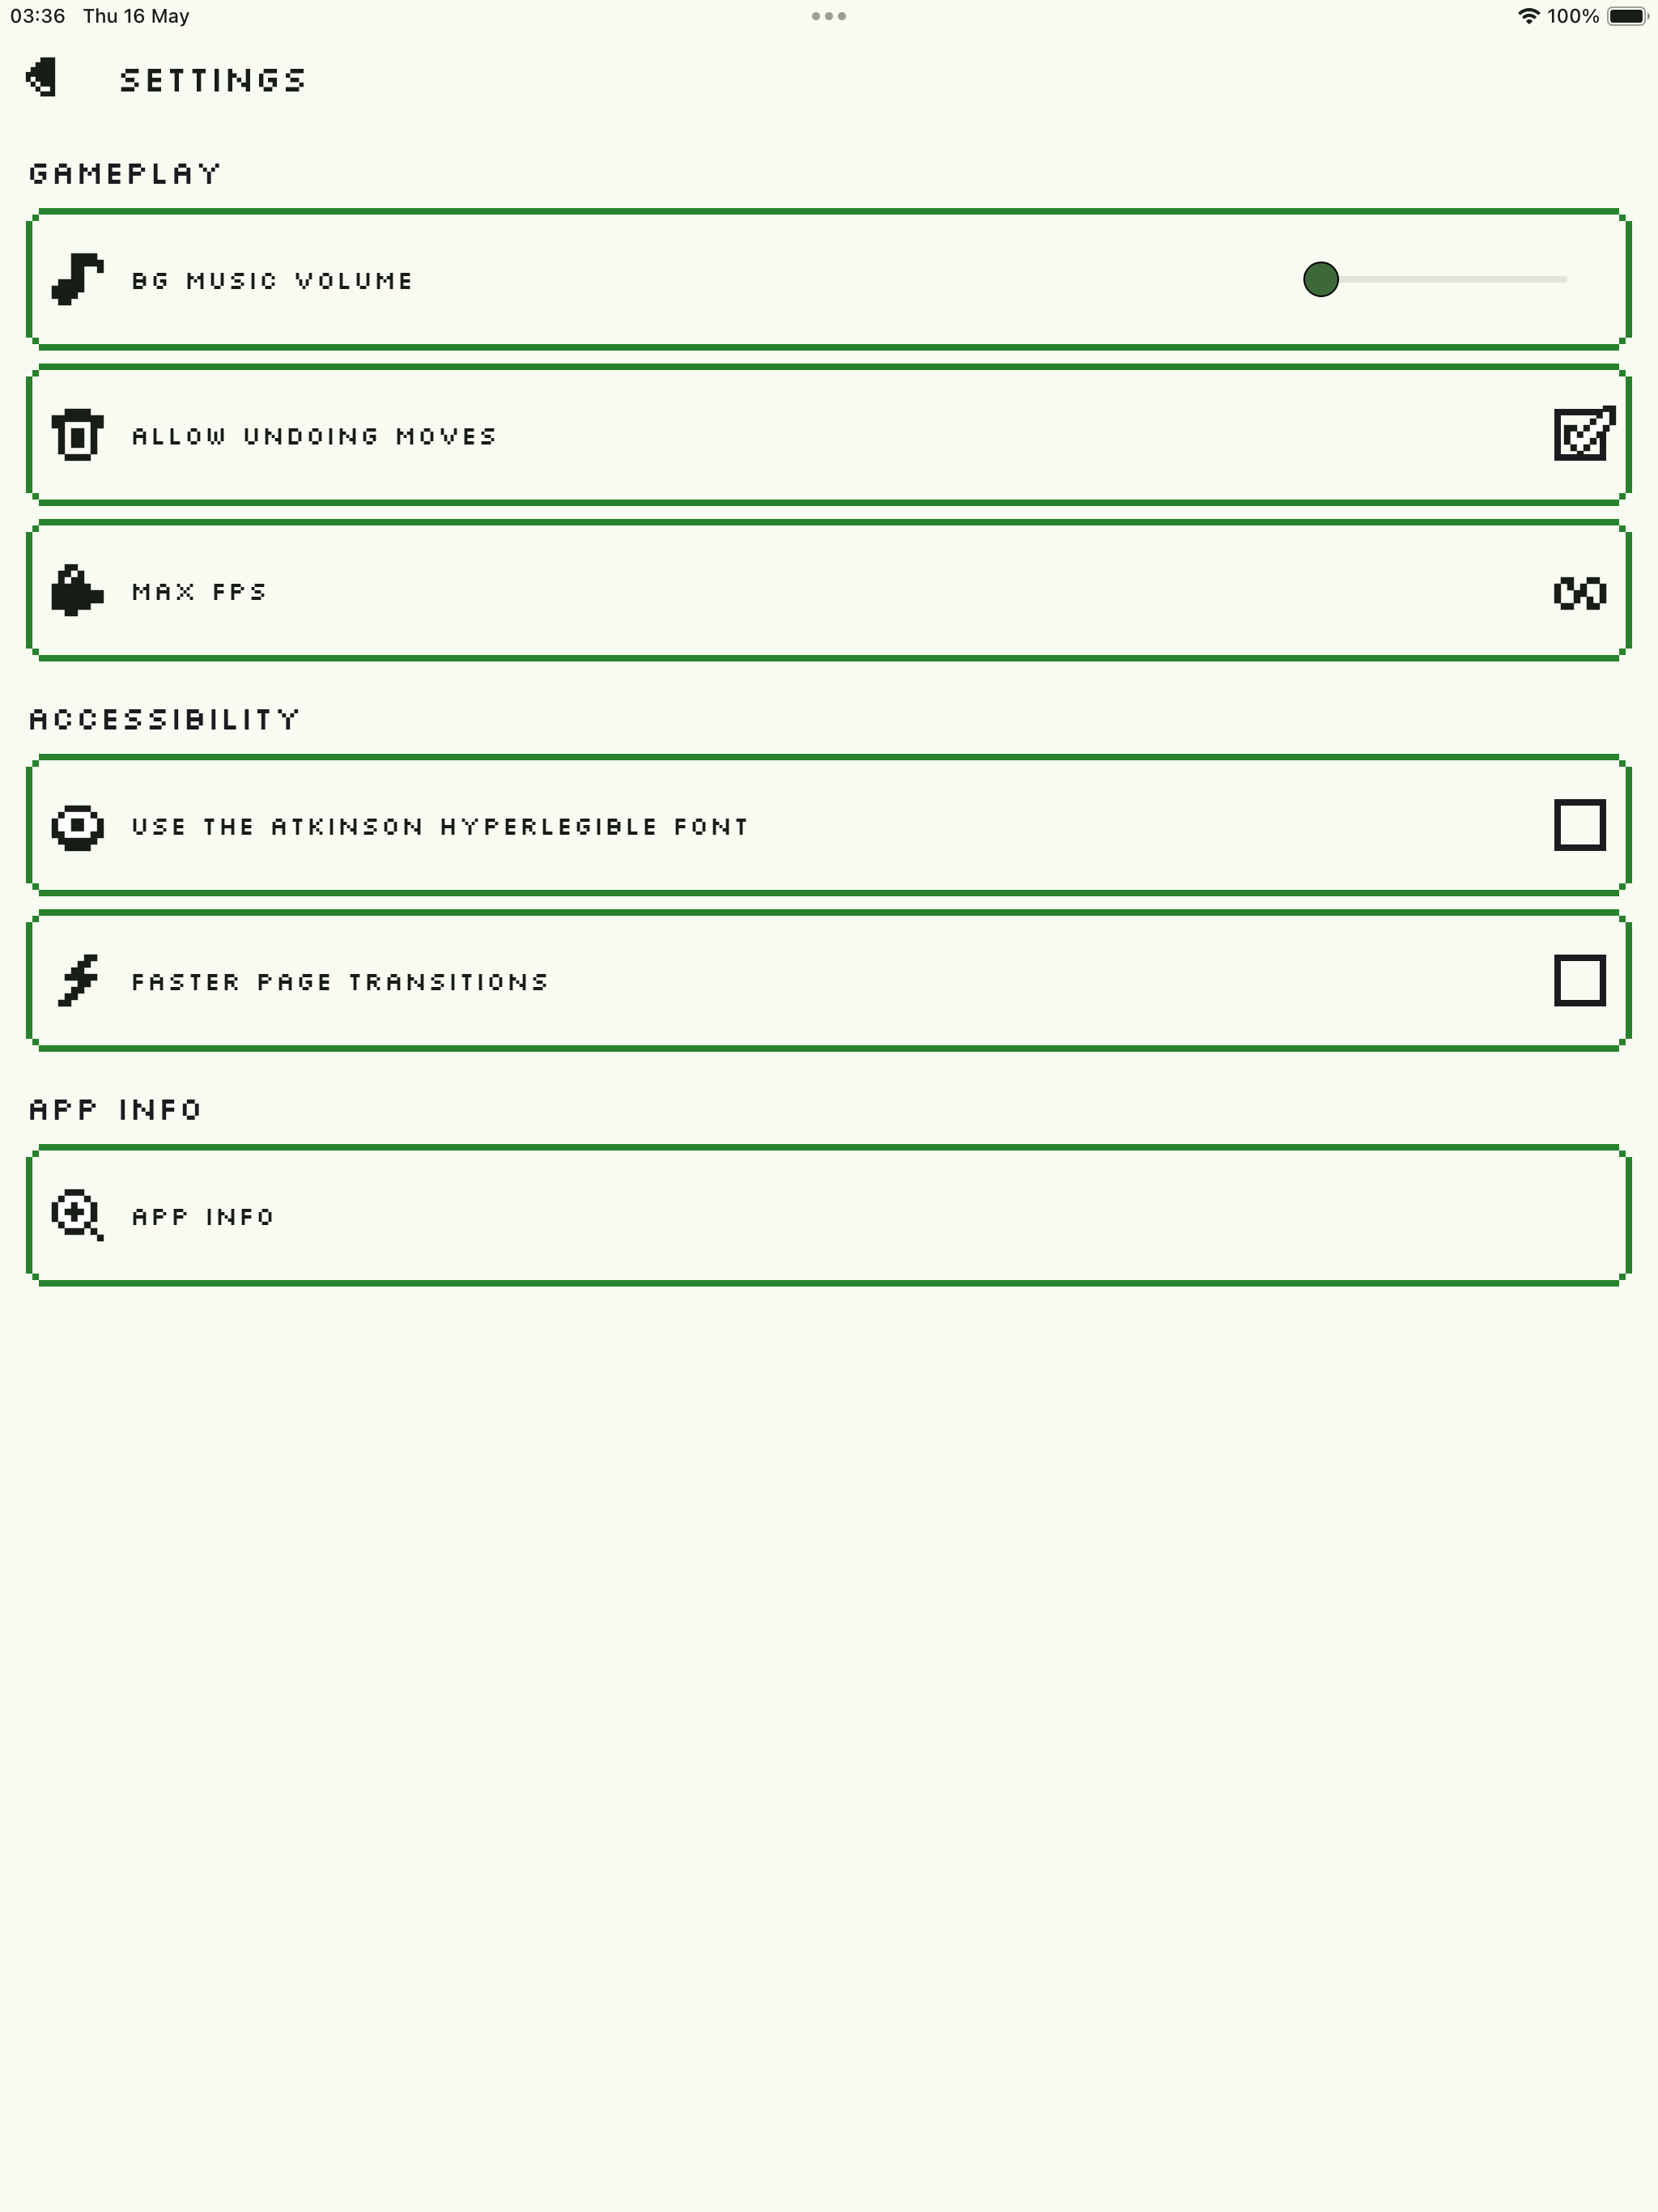 03:36 Thu 16 May
100%
SETTINGS
GAMEPLAY
BG MUSIC VOLUME
ALLOW UNDOING MOVES
MAX FPS
∞
ACCESSIBILITY
USE THE ATKINSON HYPERLEGIBLE FONT
FASTER PAGE TRANSITIONS
APP INFO
APP INFO